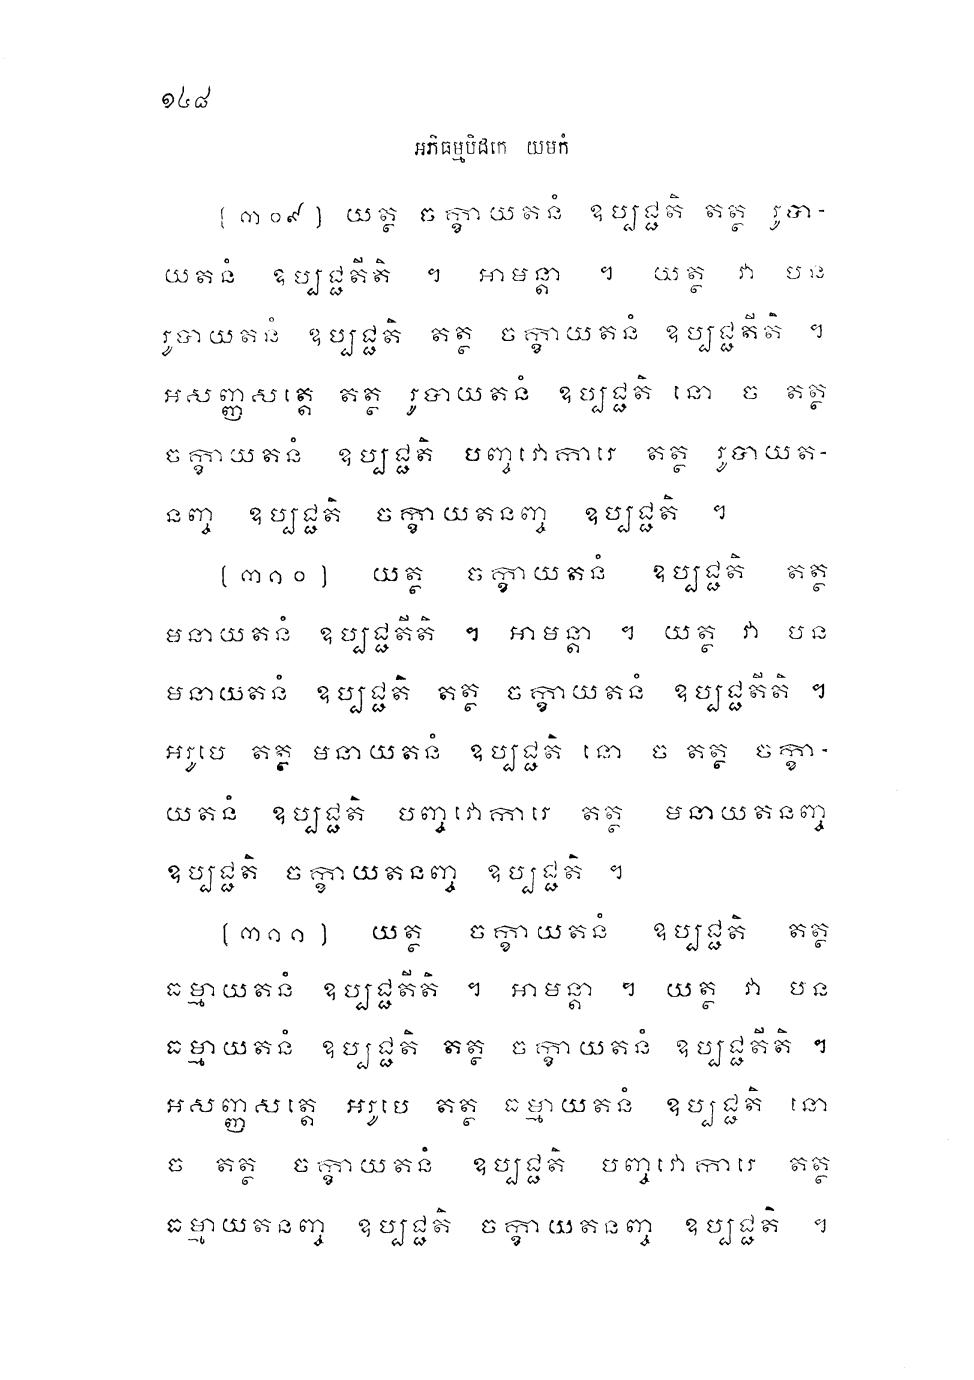 ១៤៨
អភិធម្មបិដកេ យមកំ
(៣០៩) យត្ថ ចក្ខាយតនំ ឧប្បជ្ជតិ តត្ថ រូបា-
យតនំ ឧប្បជ្ជតីតិ ។ អាមន្តា ។ យត្ថ វា បន
រូបាយតនំ ឧប្បជ្ជតិ តត្ថ ចក្ខាយតនំ ឧប្បជ្ជតីតិ ។
អសញ្ញសត្តេ តត្ថ រូបាយតនំ ឧប្បជ្ជតិ នោ ច តត្ថ
ចក្ខាយតនំ ឧប្បជ្ជតិ បញ្ចវោការេ តត្ថ រូបាយត-
នញ្ច ឧប្បជ្ជតិ ចក្ខាយតនញ្ច ឧប្បជ្ជតិ ។
(៣១០) យត្ថ ចក្ខាយតនំ ឧប្បជ្ជតិ តត្ថ
មនាយតនំ ឧប្បជ្ជតីតិ ។ អាមន្តា ។ យត្ថ វា បន
មនាយតនំ ឧប្បជ្ជតិ តត្ថ ចក្ខាយតនំ ឧប្បជ្ជតីតិ ។
អរូបេ តត្ថ មនាយតនំ ឧប្បជ្ជតិ នោ ច តត្ថ ចក្ខា-
យតនំ ឧប្បជ្ជតិ បញ្ចវោការេ តត្ថ មនាយតនញ្ច
ឧប្បជ្ជតិ ចក្ខាយតនញ្ច ឧប្បជ្ជតិ ។
(៣១១) យត្ថ ចក្ខាយតនំ ឧប្បជ្ជតិ តត្ថ
ធម្មាយតនំ ឧប្បជ្ជតីតិ ។ អាមន្តា ។ យត្ថ វា បន
ធម្មាយតនំ ឧប្បជ្ជតិ តត្ថ ចក្ខាយតនំ ឧប្បជ្ជតីតិ ។
អសញ្ញសត្តេ អរូបេ តត្ថ ធម្មាយតនំ ឧប្បជ្ជតិ នោ
ច តត្ថ ចក្ខាយតនំ ឧប្បជ្ជតិ បញ្ចវោការេ តត្ថ
ធម្មាយតនញ្ច ឧប្បជ្ជតិ ចក្ខាយតនញ្ច ឧប្បជ្ជតិ ។